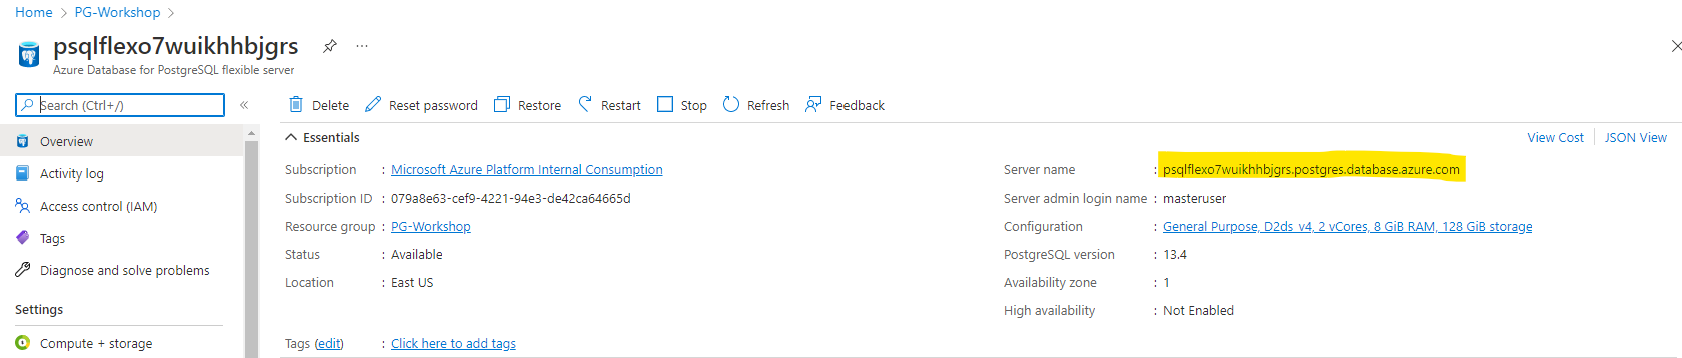 Home > PG-Workshop >
psqlflexo7wuikhhbjgrs ...
Azure Database for PostgreSQL flexible server
Search (Ctrl+/) «
Overview
Activity log
Access control (IAM)
Tags
Diagnose and solve problems
Settings
Compute + storage
Delete Reset password Restore Restart Stop Refresh Feedback
Essentials
View Cost JSON View
Subscription : Microsoft Azure Platform Internal Consumption
Subscription ID : 079a8e63-cef9-4221-94e3-de42ca64665d
Resource group : PG-Workshop
Status : Available
Location : East US
Server name : psqlflexo7wuikhhbjgrs.postgres.database.azure.com
Server admin login name : masteruser
Configuration : General Purpose, D2ds_v4, 2 vCores, 8 GiB RAM, 128 GiB storage
PostgreSQL version : 13.4
Availability zone : 1
High availability : Not Enabled
Tags (edit) : Click here to add tags